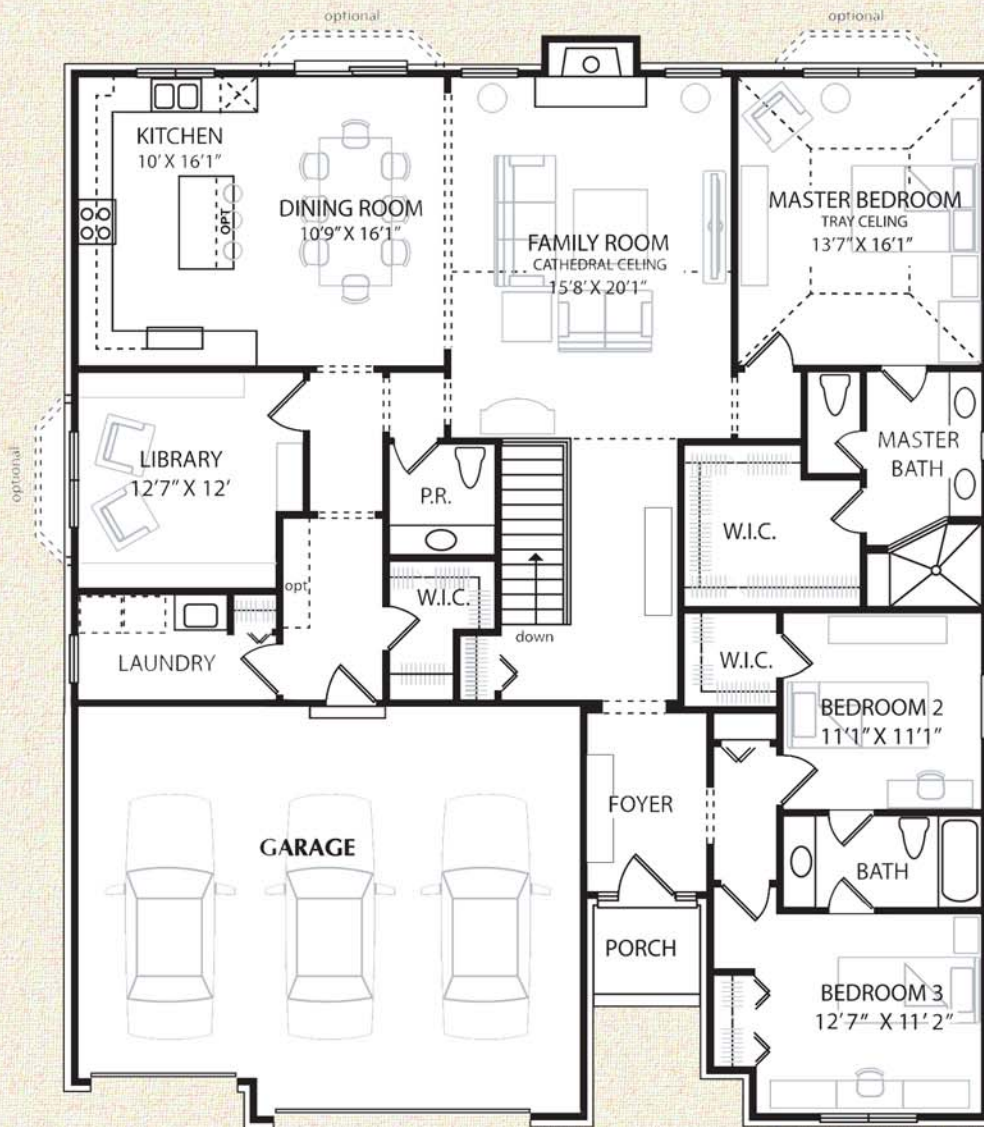 optional
optional
KITCHEN
10' X 16'1"
OPT
DINING ROOM
10'9" X 16'1"
FAMILY ROOM
CATHEDRAL CELING
15'8' X 20'1"
MASTER BEDROOM
TRAY CELING
13'7" X 16'1"
optional
LIBRARY
12'7" X 12'
P.R.
MASTER
BATH
W.I.C.
opt
W.I.C.
down
LAUNDRY
W.I.C.
BEDROOM 2
11'1" X 11'1"
FOYER
GARAGE
BATH
PORCH
BEDROOM 3
12'7" X 11' 2"